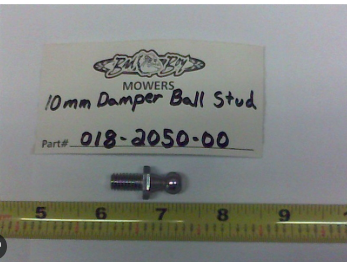 Bad Boy
MOWERS
10mm Damper Ball Stud
Part# 018-2050-00
5 6 7 8 9